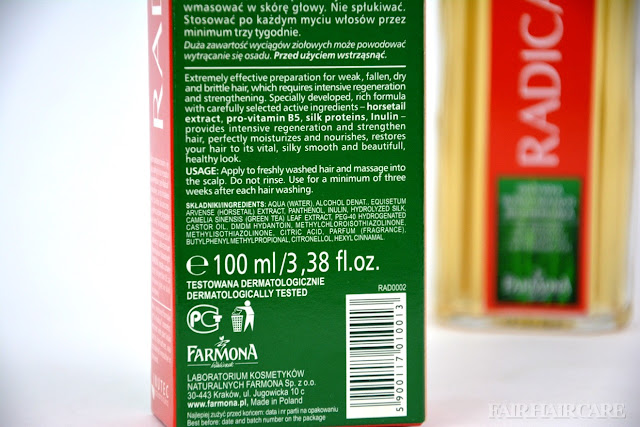 wmasować w skórę głowy. Nie spłukiwać.
Stosować po każdym myciu włosów przez
minimum trzy tygodnie.
Duża zawartość wyciągów ziołowych może powodować
wytrącanie się osadu. Przed użyciem wstrząsnąć.
Extremely effective preparation for weak, fallen, dry
and brittle hair, which requires intensive regeneration
and strengthening. Specially developed, rich formula
with carefully selected active ingredients – horsetail
extract, pro-vitamin B5, silk proteins, Inulin –
provides intensive regeneration and strengthen
hair, perfectly moisturizes and nourishes, restores
your hair to its vital, silky smooth and beautiful,
healthy look.
USAGE: Apply to freshly washed hair and massage into
the scalp. Do not rinse. Use for a minimum of three
weeks after each hair washing.
SKŁADNIKI/INGREDIENTS: AQUA (WATER), ALCOHOL DENAT., EQUISETUM
ARVENSE (HORSETAIL) EXTRACT, PANTHENOL, INULIN, HYDROLYZED SILK,
CAMELIA SINENSIS (GREEN TEA) LEAF EXTRACT, PEG-40 HYDROGENATED
CASTOR OIL, DMDM HYDANTOIN, METHYLCHLOROISOTHIAZOLINONE,
METHYLISOTHIAZOLINONE, CITRIC ACID, PARFUM (FRAGRANCE),
BUTYLPHENYL METHYLPROPIONAL, CITRONELLOL, HEXYL CINNAMAL.
e 100 ml/3,38 fl.oz.
TESTOWANA DERMATOLOGICZNIE
DERMATOLOGICALLY TESTED
RAD0002
PCT
FARMONA
LABORATORIUM KOSMETYKÓW
NATURALNYCH FARMONA Sp. z o.o.
30-443 Kraków, ul. Jugowicka 10 c
www.farmona.pl, Made in Poland
Najlepiej zużyć przed końcem: data i nr partii na opakowaniu
Best before: date and batch number on the package
5 900117 010013
RAD
NUTEC
RADICA
FARMONA
FAIRHAIRCARE